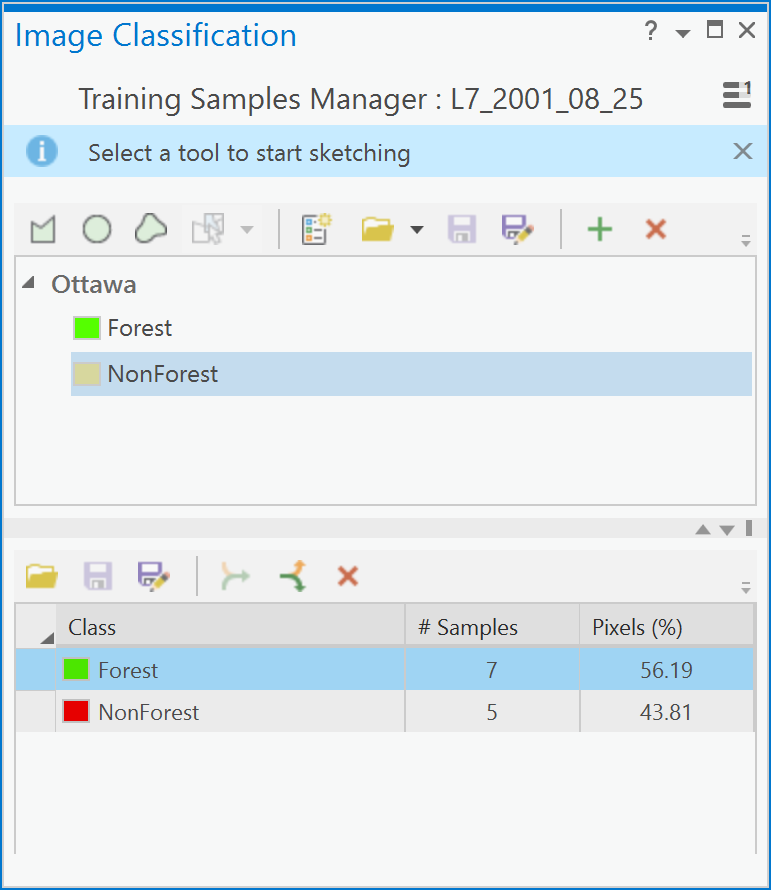 Image Classification
?
Training Samples Manager : L7_2001_08_25
1
i Select a tool to start sketching
Ottawa
Forest
NonForest
Class # Samples Pixels (%)
Forest 7 56.19
NonForest 5 43.81